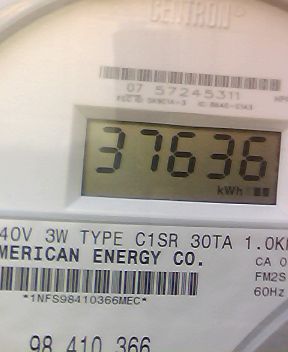 CENTRON®
07 57245311
37636
kWh
40V 3W TYPE C1SR 30TA 1.0K
MERICAN ENERGY CO.
CA 0
FM2S
60Hz
*1NFS98410366MEC*
98 410 366